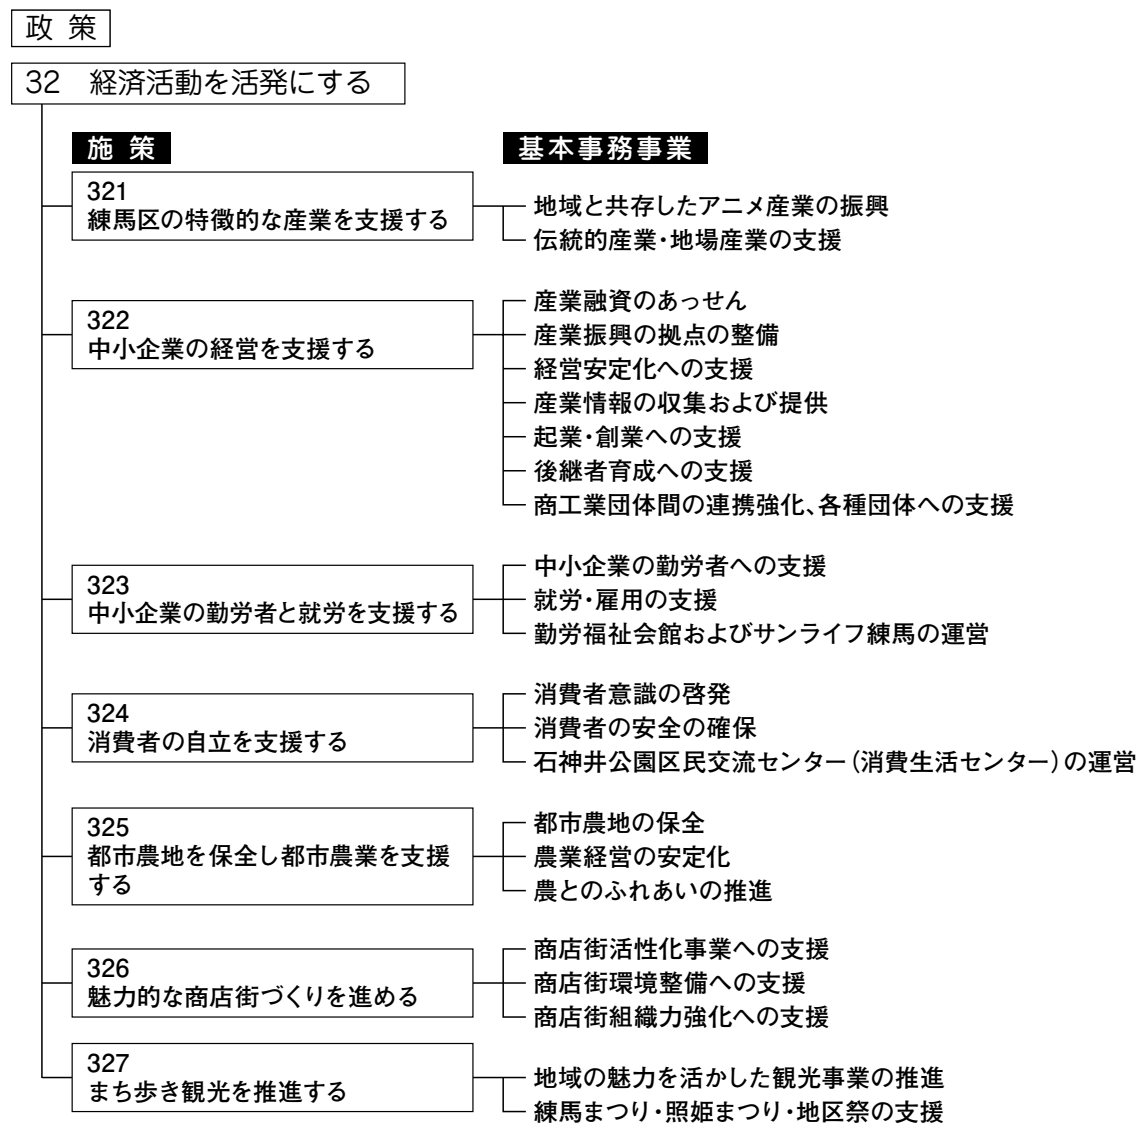 政 策
32 経済活動を活発にする
施 策
基本事務事業
321
練馬区の特徴的な産業を支援する
地域と共存したアニメ産業の振興
伝統的産業・地場産業の支援
322
中小企業の経営を支援する
産業融資のあっせん
産業振興の拠点の整備
経営安定化への支援
産業情報の収集および提供
起業・創業への支援
後継者育成への支援
商工業団体間の連携強化、各種団体への支援
323
中小企業の勤労者と就労を支援する
中小企業の勤労者への支援
就労・雇用の支援
勤労福祉会館およびサンライフ練馬の運営
324
消費者の自立を支援する
消費者意識の啓発
消費者の安全の確保
石神井公園区民交流センター（消費生活センター）の運営
325
都市農地を保全し都市農業を支援
する
都市農地の保全
農業経営の安定化
農とのふれあいの推進
326
魅力的な商店街づくりを進める
商店街活性化事業への支援
商店街環境整備への支援
商店街組織力強化への支援
327
まち歩き観光を推進する
地域の魅力を活かした観光事業の推進
練馬まつり・照姫まつり・地区祭の支援